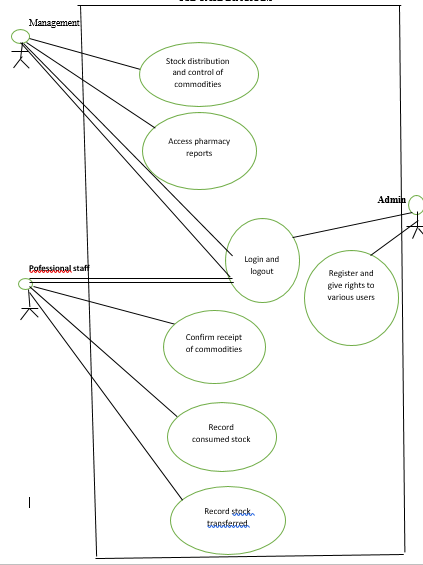 Management
Stock distribution
and control of
commodities
Access pharmacy
reports
Admin
Login and
logout
Register and
give rights to
various users
Pofessional staff
Confirm receipt
of commodities
Record
consumed stock
Record stock
transferred